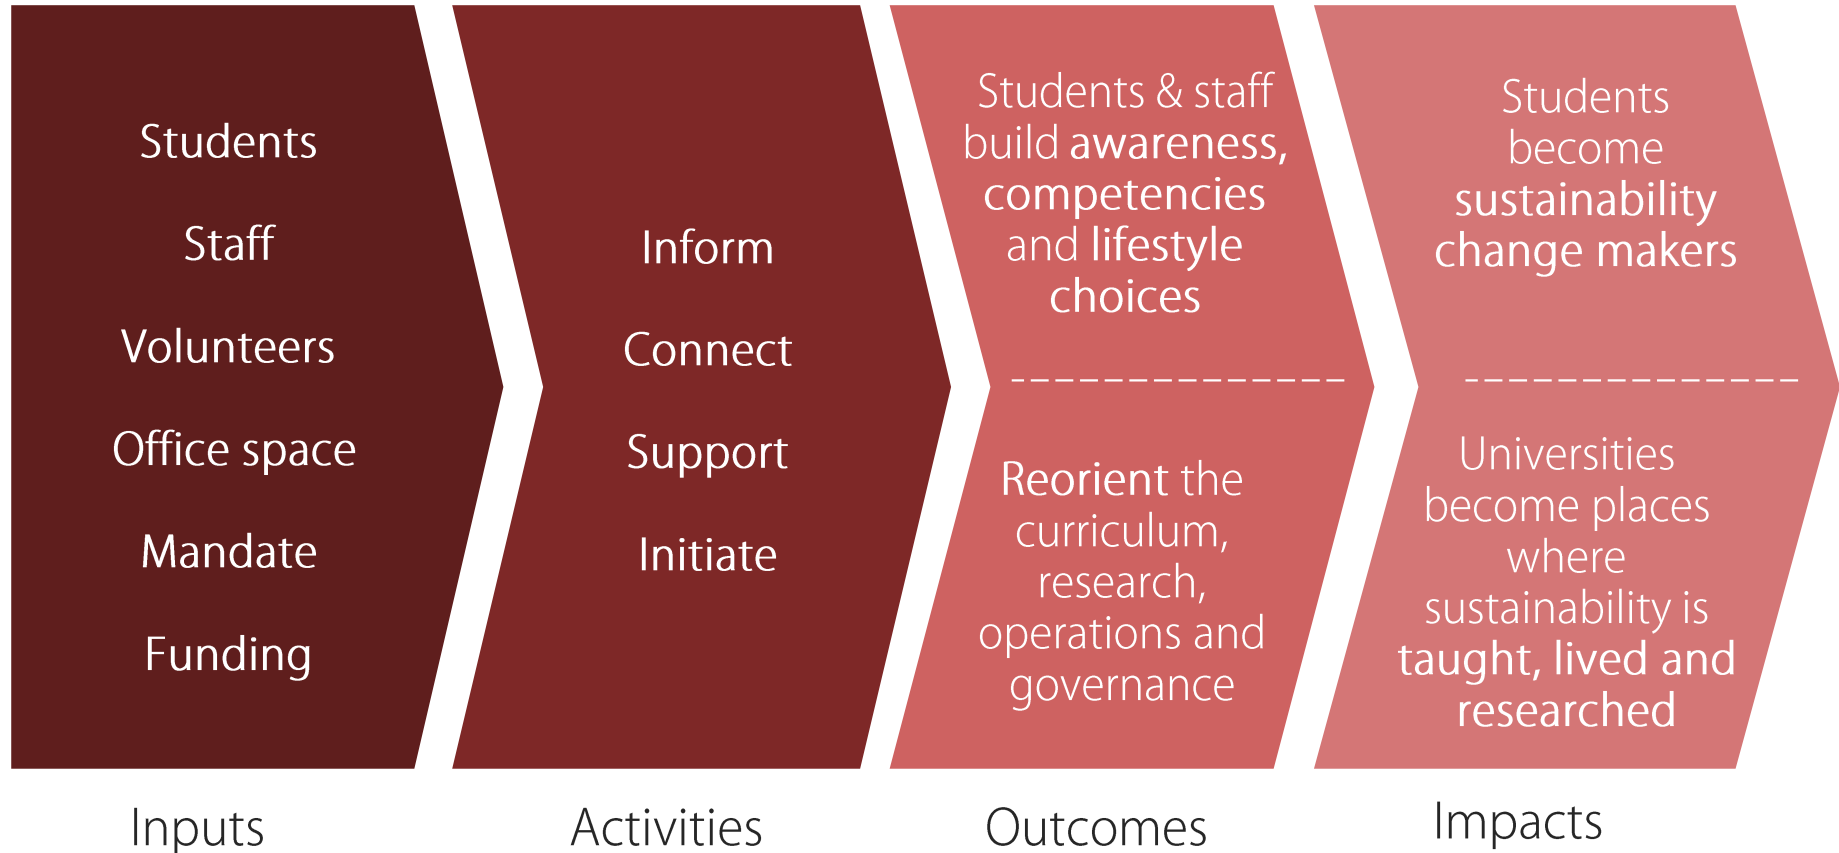 Students
Staff
Volunteers
Office space
Mandate
Funding
Inputs
Inform
Connect
Support
Initiate
Activities
Students & staff
build awareness,
competencies
and lifestyle
choices
Reorient the
curriculum,
research,
operations and
governance
Outcomes
Students
become
sustainability
change makers
Universities
become places
where
sustainability is
taught, lived and
researched
Impacts